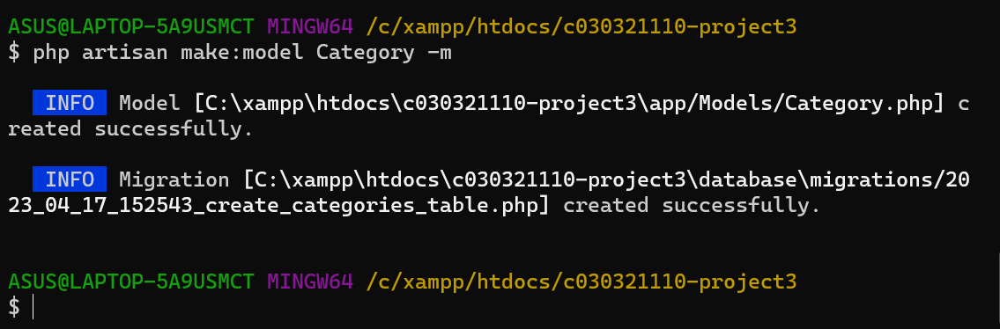 ASUS@LAPTOP-5A9USMCT MINGW64 /c/xampp/htdocs/c030321110-project3
$ php artisan make:model Category -m
INFO Model [C:\xampp\htdocs\c030321110-project3\app/Models/Category.php] c
reated successfully.
INFO Migration [C:\xampp\htdocs\c030321110-project3\database\migrations/20
23_04_17_152543_create_categories_table.php] created successfully.
ASUS@LAPTOP-5A9USMCT MINGW64 /c/xampp/htdocs/c030321110-project3
$